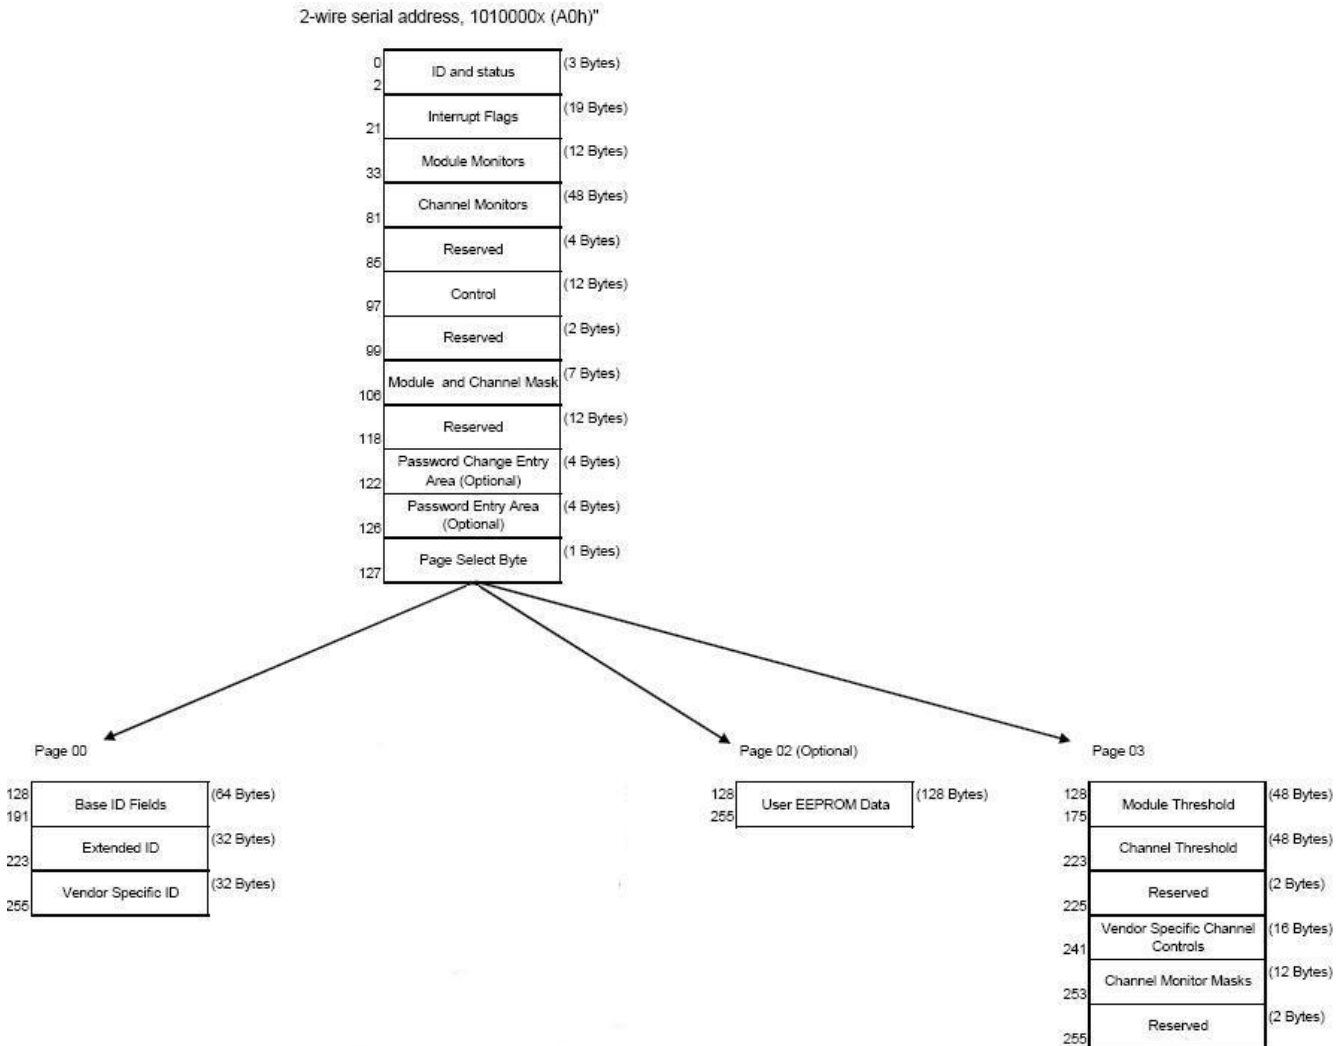 2-wire serial address, 1010000x (A0h)"
0
2
ID and status
(3 Bytes)
21
Interrupt Flags
(19 Bytes)
33
Module Monitors
(12 Bytes)
81
Channel Monitors
(48 Bytes)
85
Reserved
(4 Bytes)
97
Control
(12 Bytes)
99
Reserved
(2 Bytes)
106
Module and Channel Mask
(7 Bytes)
118
Reserved
(12 Bytes)
122
Password Change Entry
Area (Optional)
(4 Bytes)
126
Password Entry Area
(Optional)
(4 Bytes)
127
Page Select Byte
(1 Bytes)
Page 00
128
191
Base ID Fields
(64 Bytes)
223
Extended ID
(32 Bytes)
255
Vendor Specific ID
(32 Bytes)
Page 02 (Optional)
128
255
User EEPROM Data
(128 Bytes)
Page 03
128
175
Module Threshold
(48 Bytes)
223
Channel Threshold
(48 Bytes)
225
Reserved
(2 Bytes)
241
Vendor Specific Channel
Controls
(16 Bytes)
253
Channel Monitor Masks
(12 Bytes)
255
Reserved
(2 Bytes)